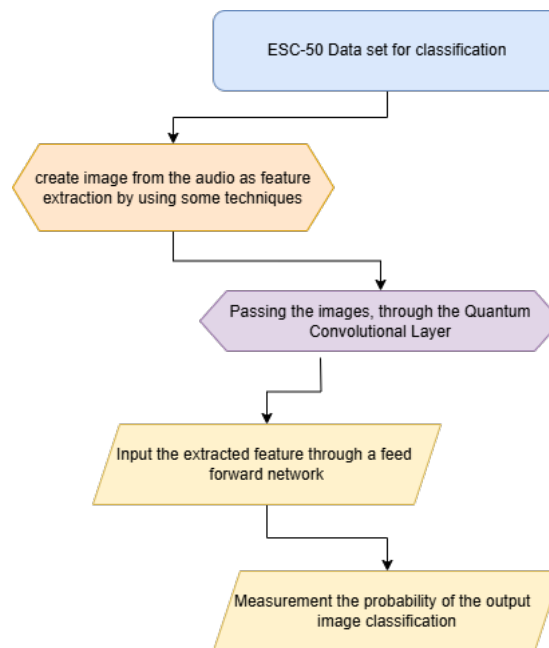 ESC-50 Data set for classification
create image from the audio as feature
extraction by using some techniques
Passing the images, through the Quantum
Convolutional Layer
Input the extracted feature through a feed
forward network
Measurement the probability of the output
image classification